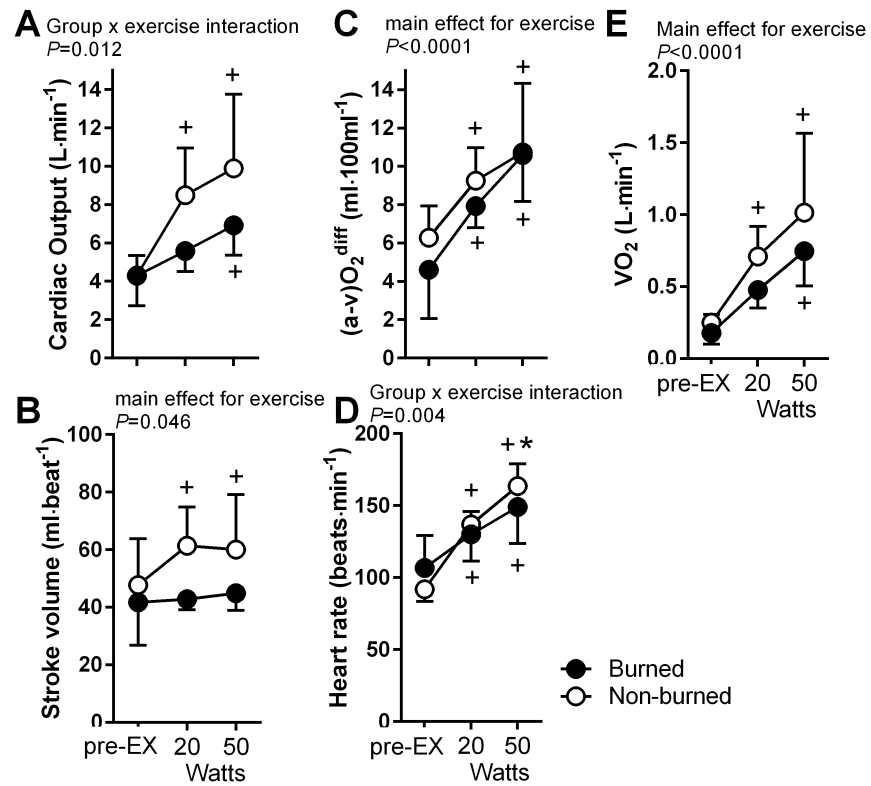 A Group x exercise interaction
P=0.012
Cardiac Output (L·min⁻¹)
14
12
10
8
6
4
2
0
+
+
+
C main effect for exercise
P<0.0001
(a-v)O₂ᵈⁱᶠᶠ (ml·100ml⁻¹)
14
12
10
8
6
4
2
0
+
+
+
+
E Main effect for exercise
P<0.0001
VO₂ (L·min⁻¹)
2.0
1.5
1.0
0.5
0.0
+
+
+
pre-EX 20 50
Watts
B main effect for exercise
P=0.046
Stroke volume (ml·beat⁻¹)
100
80
60
40
20
0
+
+
pre-EX 20 50
Watts
D Group x exercise interaction
P=0.004
Heart rate (beats·min⁻¹)
200
150
100
50
0
+
+*
+
+
pre-EX 20 50
Watts
Burned
Non-burned